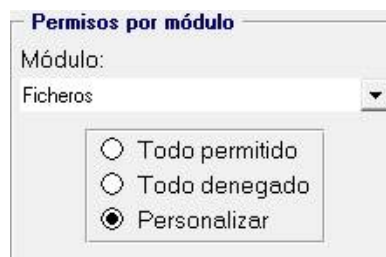 Permisos por módulo
Módulo:
Ficheros
Todo permitido
Todo denegado
Personalizar